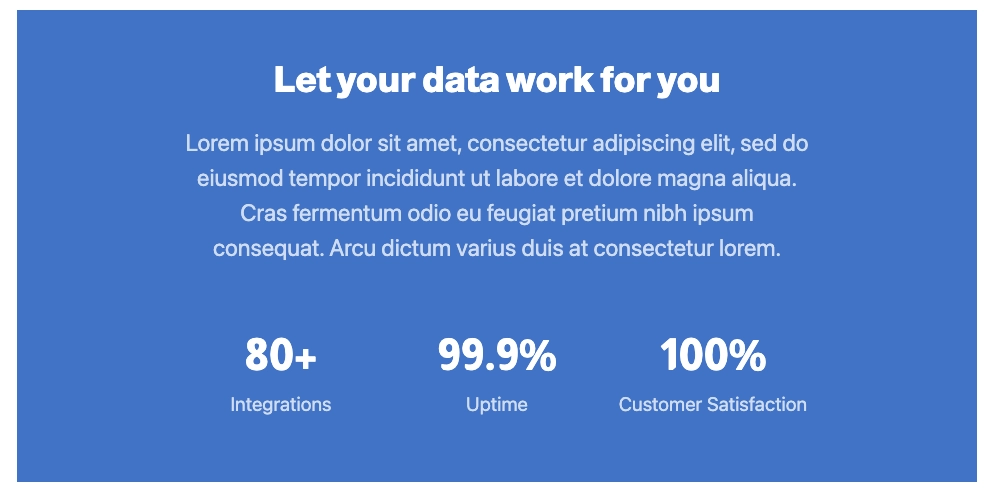 Let your data work for you
Lorem ipsum dolor sit amet, consectetur adipiscing elit, sed do
eiusmod tempor incididunt ut labore et dolore magna aliqua.
Cras fermentum odio eu feugiat pretium nibh ipsum
consequat. Arcu dictum varius duis at consectetur lorem.
80+ 99.9% 100%
Integrations Uptime Customer Satisfaction